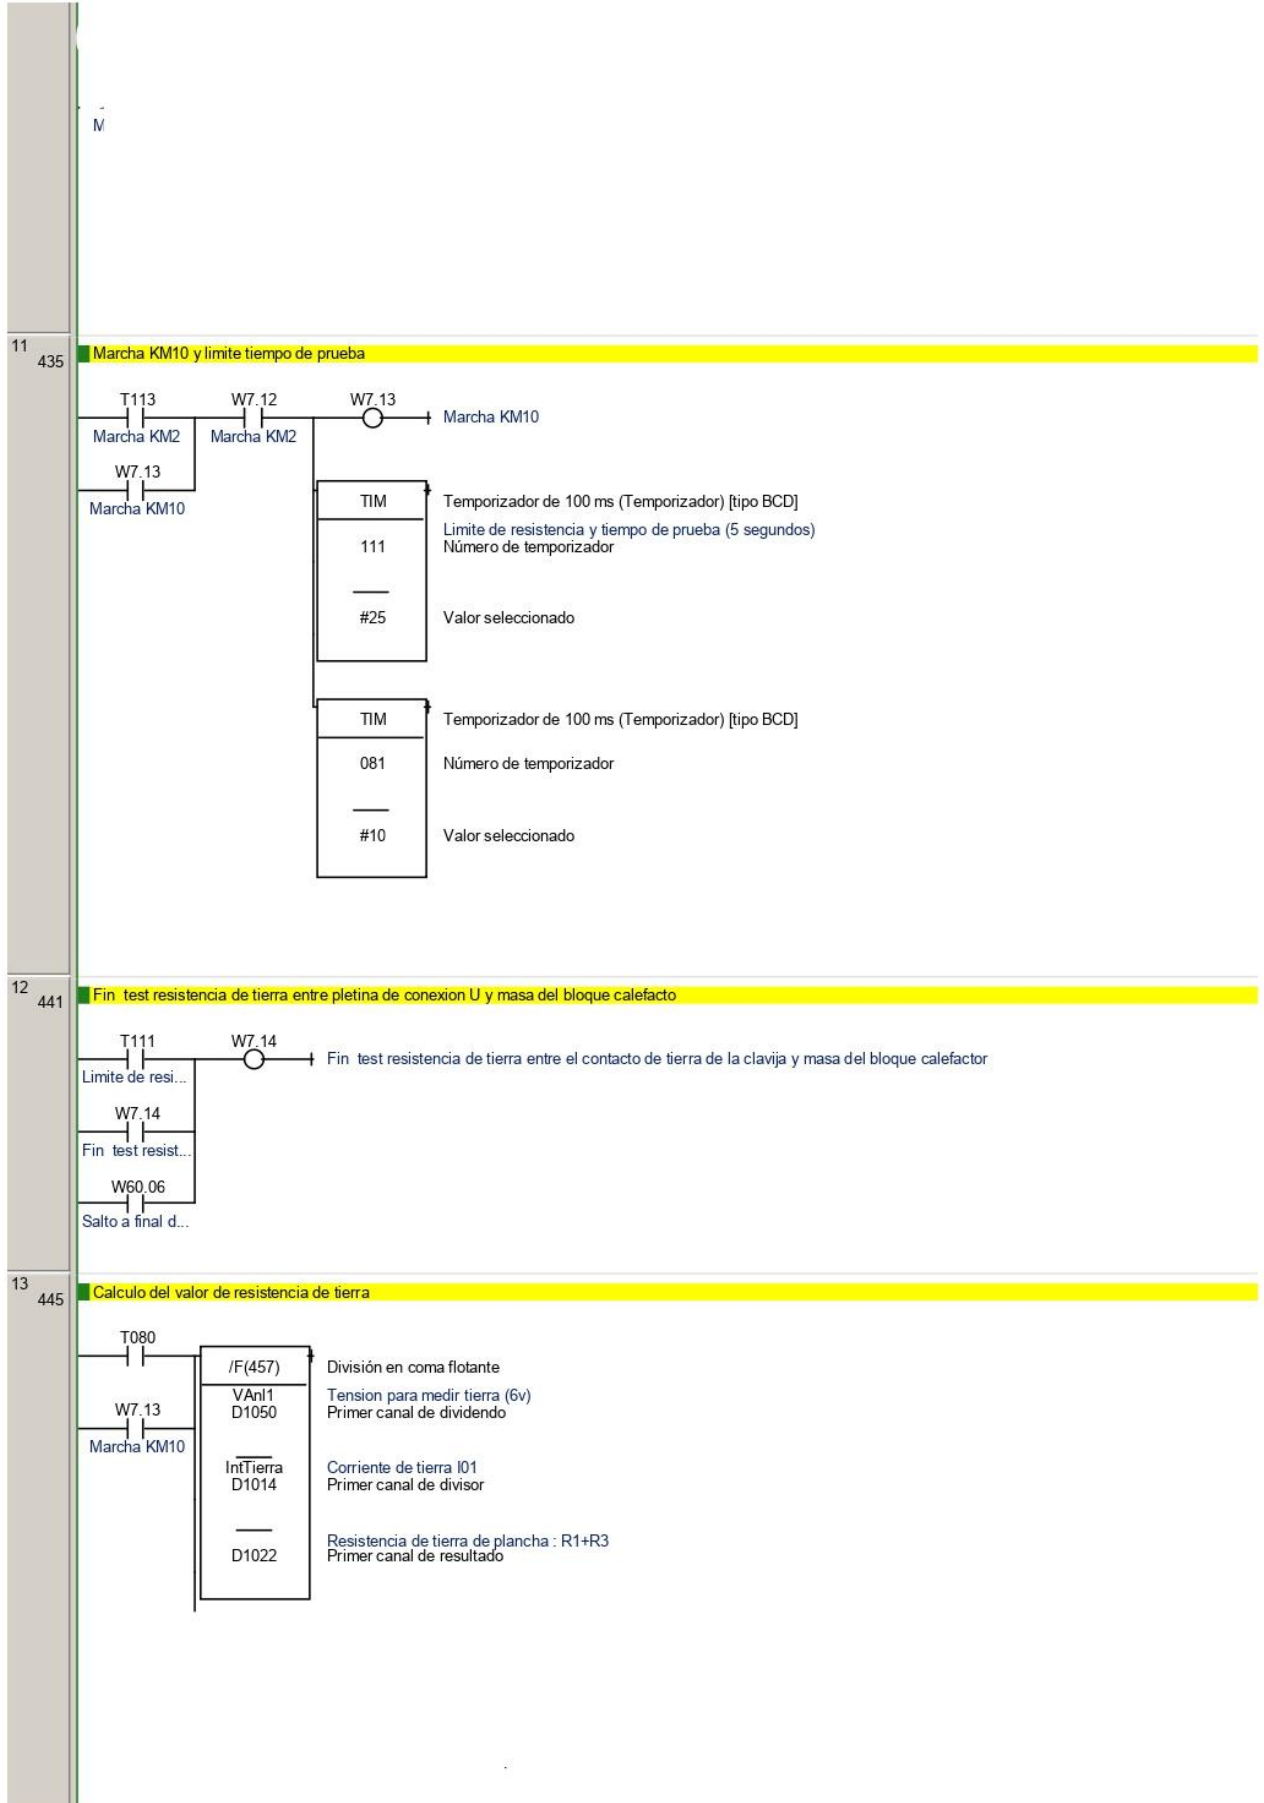 M
11
435
Marcha KM10 y limite tiempo de prueba
T113 W7.12 W7.13
Marcha KM10
Marcha KM2 Marcha KM2
W7.13
Marcha KM10
TIM Temporizador de 100 ms (Temporizador) [tipo BCD]
Limite de resistencia y tiempo de prueba (5 segundos)
111 Número de temporizador
#25 Valor seleccionado
TIM Temporizador de 100 ms (Temporizador) [tipo BCD]
081 Número de temporizador
#10 Valor seleccionado
12
441
Fin test resistencia de tierra entre pletina de conexion U y masa del bloque calefacto
T111 W7.14
Fin test resistencia de tierra entre el contacto de tierra de la clavija y masa del bloque calefactor
Limite de resi...
W7.14
Fin test resist...
W60.06
Salto a final d...
13
445
Calculo del valor de resistencia de tierra
T080
/F(457) División en coma flotante
VAnI1 Tension para medir tierra (6v)
W7.13 D1050 Primer canal de dividendo
Marcha KM10
IntTierra Corriente de tierra I01
D1014 Primer canal de divisor
Resistencia de tierra de plancha : R1+R3
D1022 Primer canal de resultado